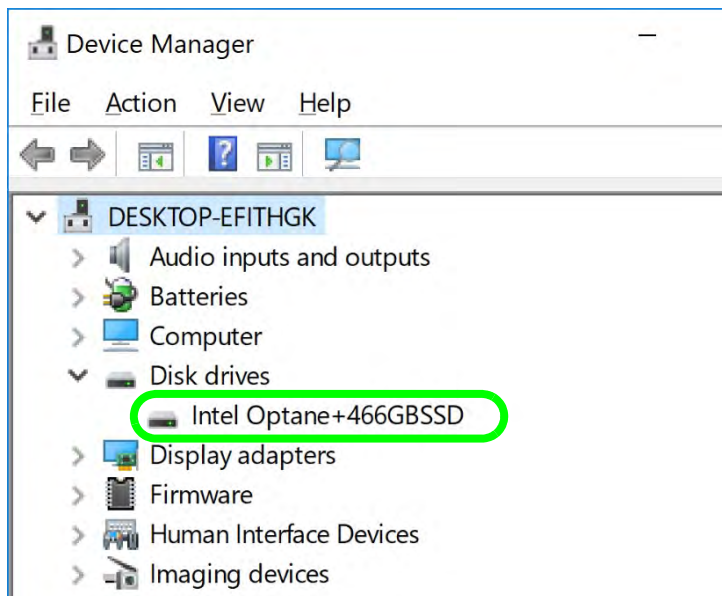 Device Manager
File Action View Help
DESKTOP-EFITHGK
Audio inputs and outputs
Batteries
Computer
Disk drives
Intel Optane+466GBSSD
Display adapters
Firmware
Human Interface Devices
Imaging devices